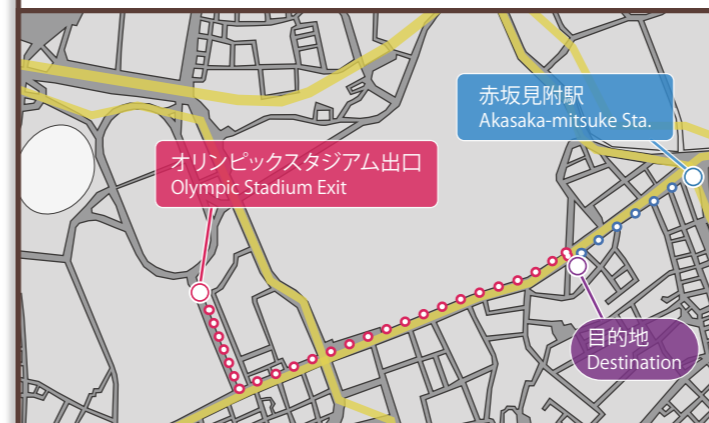 赤坂見附駅
Akasaka-mitsuke Sta.
オリンピックスタジアム出口
Olympic Stadium Exit
目的地
Destination